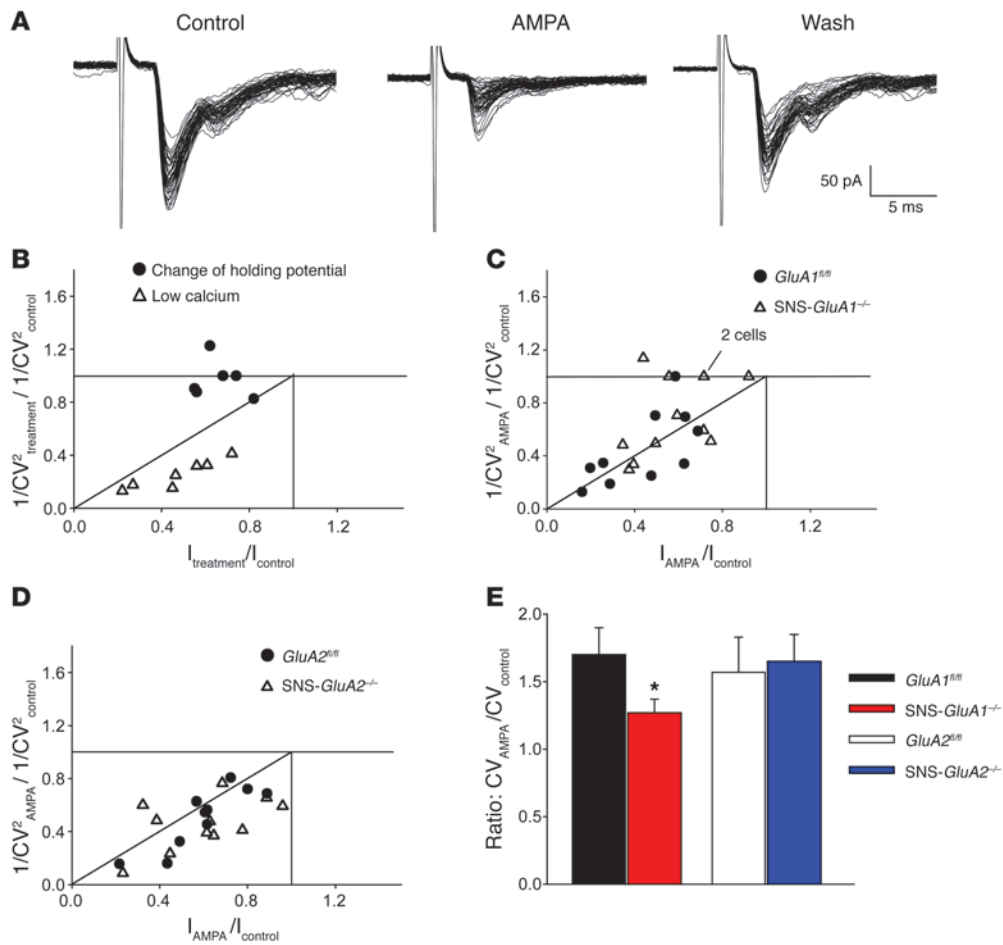 A
Control
AMPA
Wash
50 pA
5 ms
B
Change of holding potential
Low calcium
1/CV²treatment / 1/CV²control
1.6
1.2
0.8
0.4
0.0
0.0 0.4 0.8 1.2
Itreatment/Icontrol
C
GluA1fl/fl
SNS-GluA1–/–
2 cells
1/CV²AMPA / 1/CV²control
1.6
1.2
0.8
0.4
0.0
0.0 0.4 0.8 1.2
IAMPA/Icontrol
D
GluA2fl/fl
SNS-GluA2–/–
1/CV²AMPA / 1/CV²control
1.6
1.2
0.8
0.4
0.0
0.0 0.4 0.8 1.2
IAMPA/Icontrol
E
Ratio: CVAMPA/CVcontrol
2.0
1.5
1.0
0.5
0.0
*
GluA1fl/fl
SNS-GluA1–/–
GluA2fl/fl
SNS-GluA2–/–